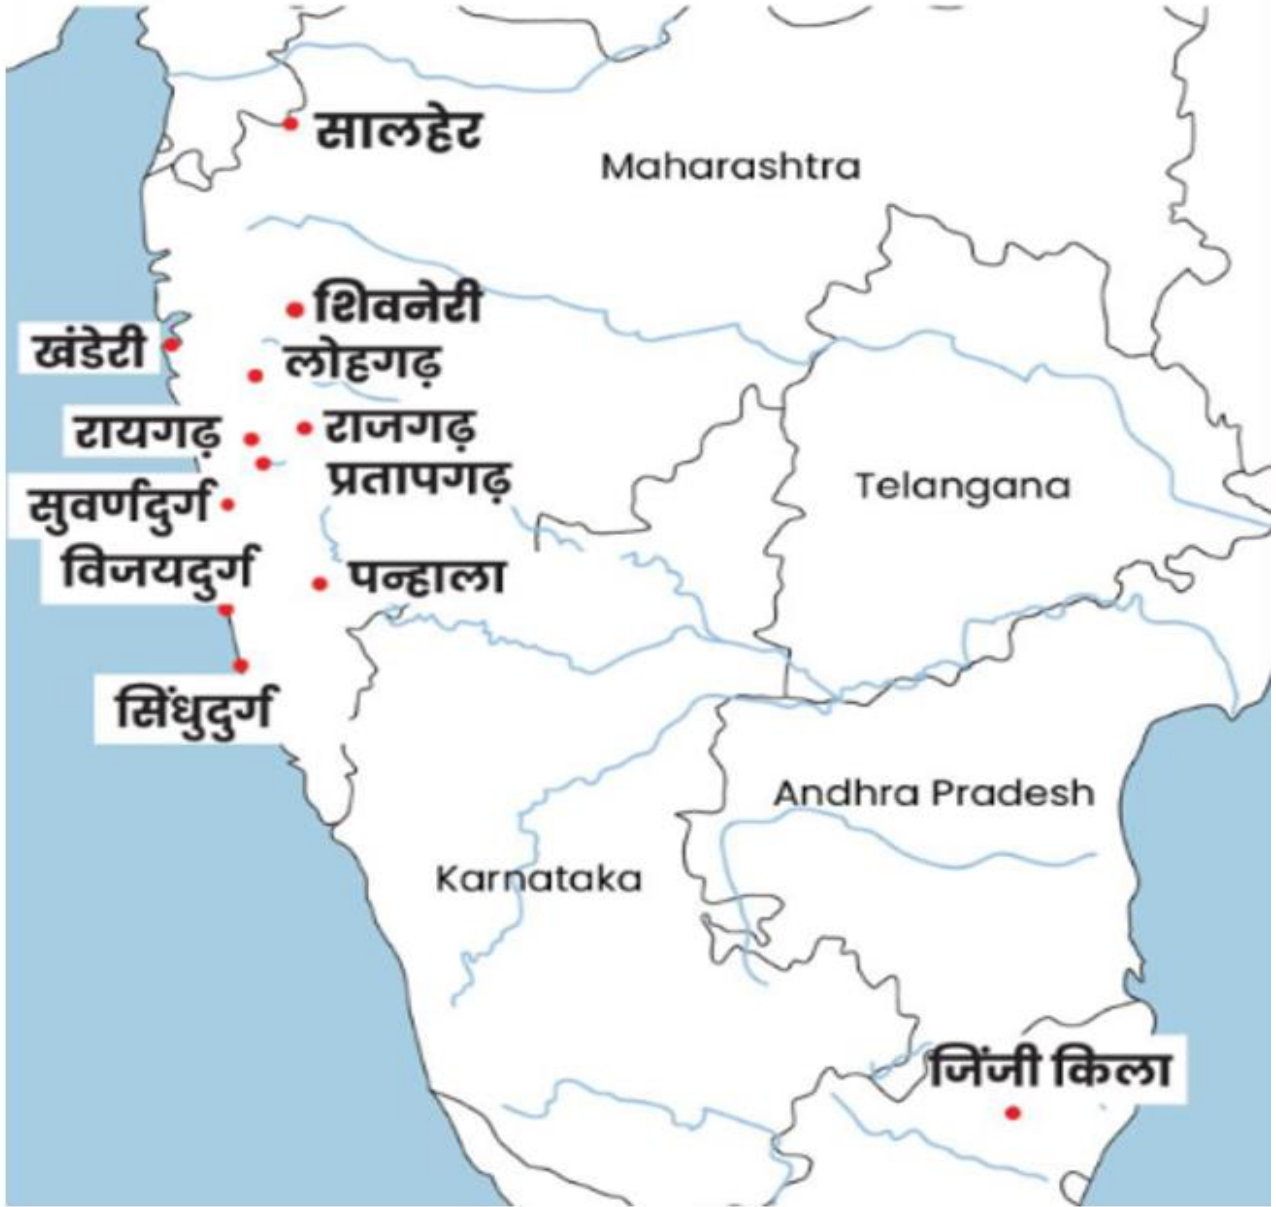 सालहेर
Maharashtra
शिवनेरी
खंडेरी
लोहगढ़
रायगढ़
राजगढ़
प्रतापगढ़
Telangana
सुवर्णदुर्ग
विजयदुर्ग
पन्हाला
सिंधुदुर्ग
Andhra Pradesh
Karnataka
जिंजी किला